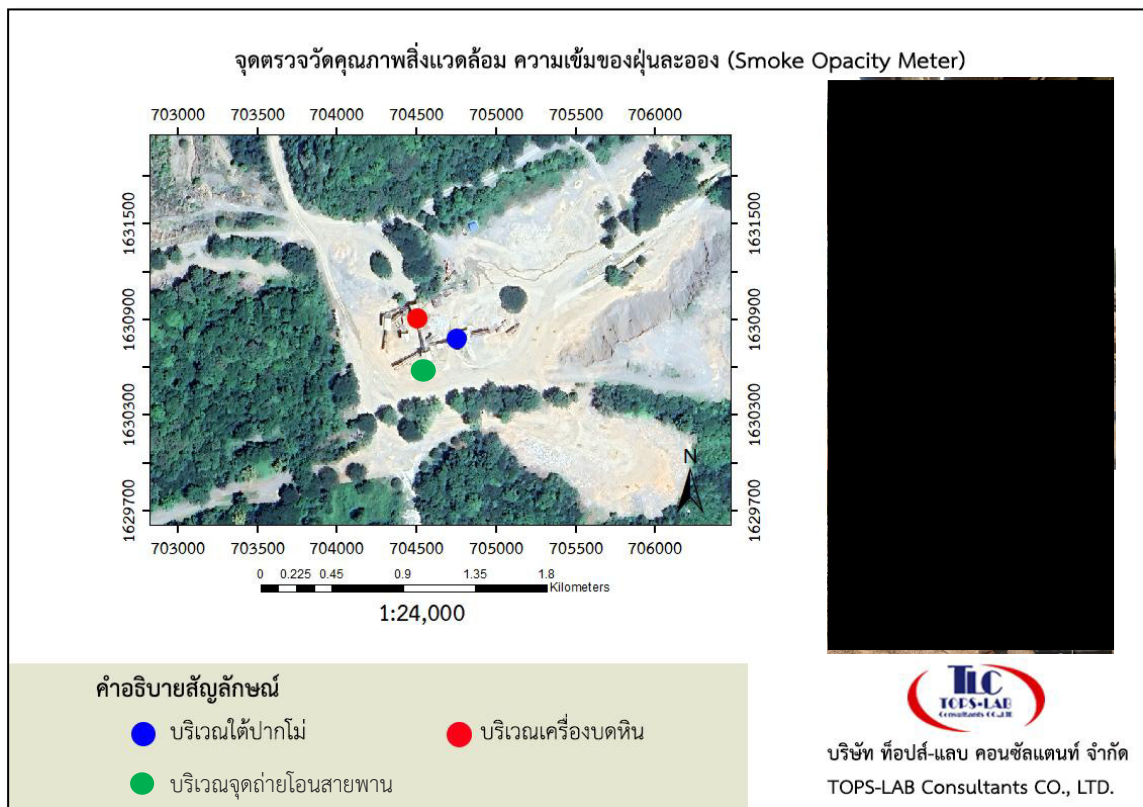 จุดตรวจวัดคุณภาพสิ่งแวดล้อม ความเข้มของฝุ่นละออง (Smoke Opacity Meter)
703000 703500 704000 704500 705000 705500 706000
1631500 1631500
1630900 1630900
1630300 1630300
1629700 1629700
N
703000 703500 704000 704500 705000 705500 706000
0 0.225 0.45 0.9 1.35 1.8
Kilometers
1:24,000
คำอธิบายสัญลักษณ์
บริเวณใต้ปากโม่ บริเวณเครื่องบดหิน
บริเวณจุดถ่ายโอนสายพาน
TLC
TOPS-LAB
Consultants CO.,LTD
บริษัท ท็อปส์-แลบ คอนซัลแตนท์ จำกัด
TOPS-LAB Consultants CO., LTD.